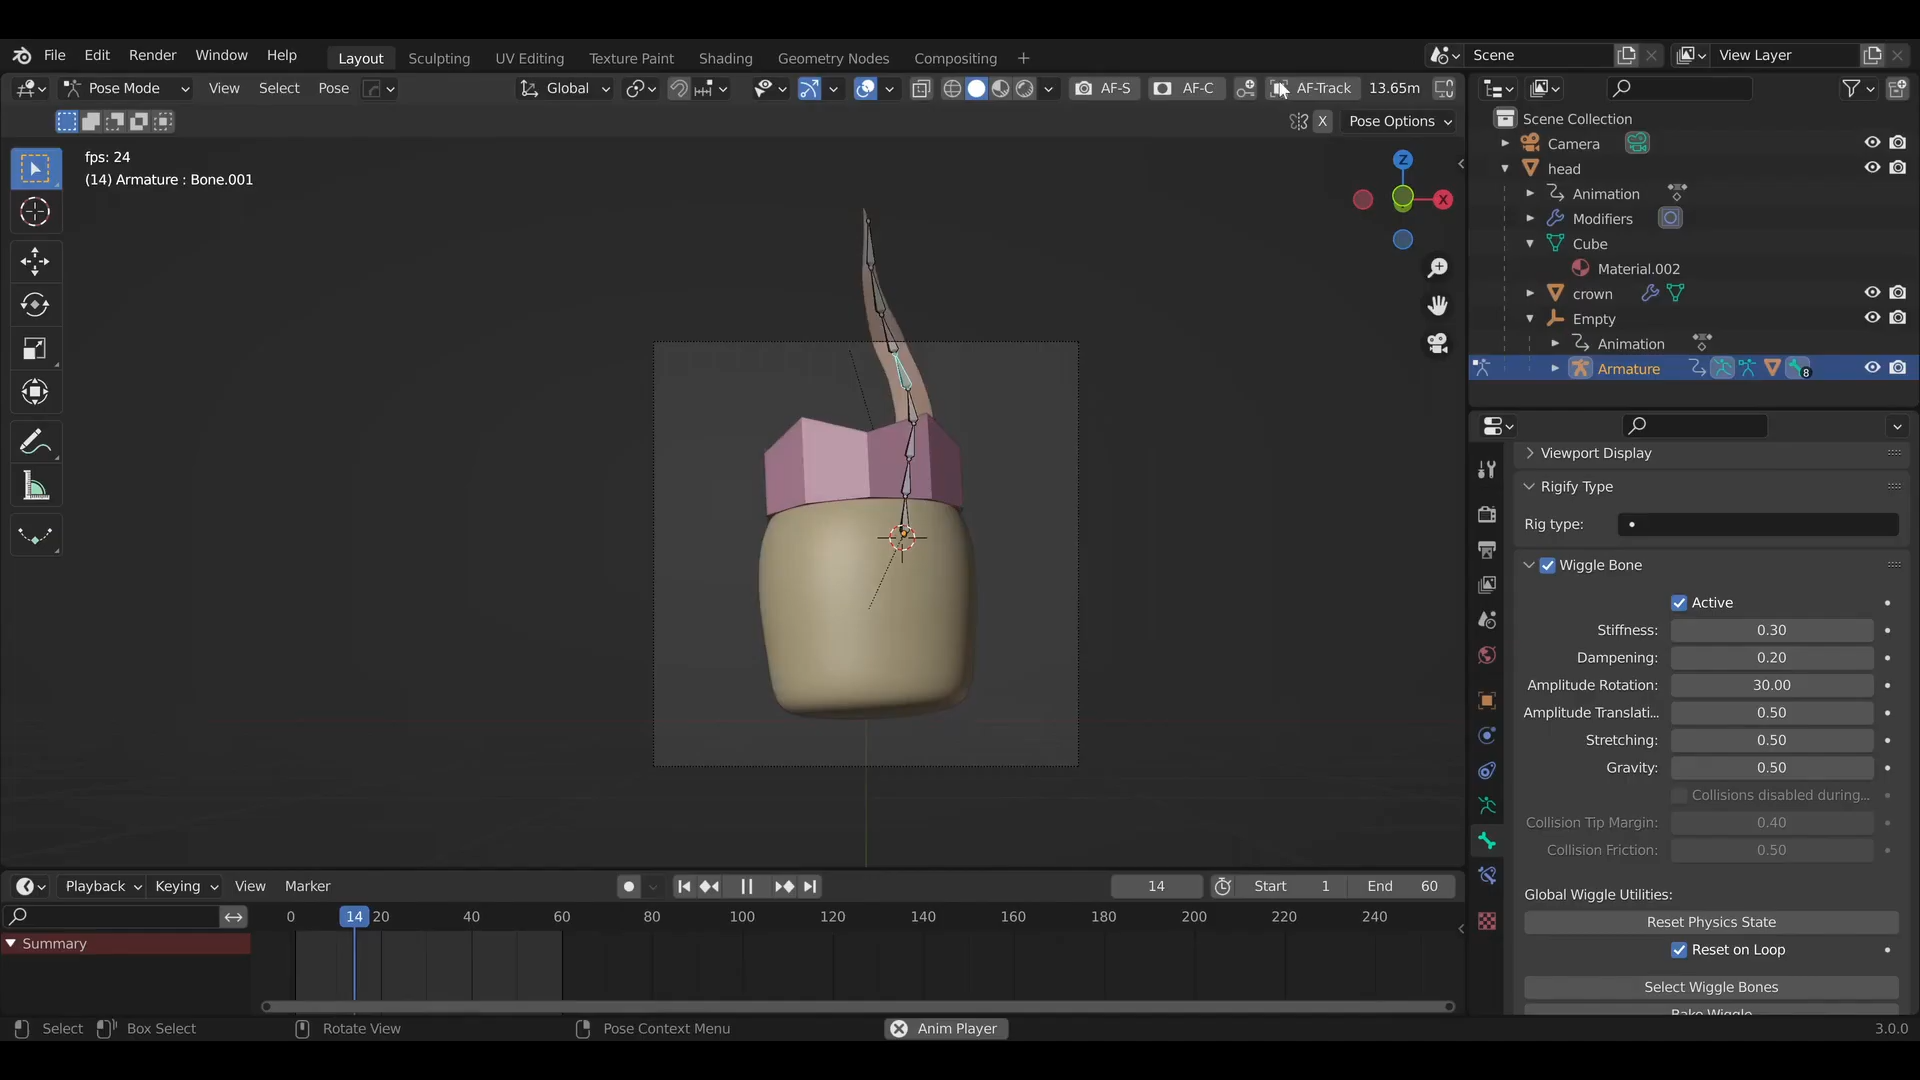 File Edit Render Window Help Layout Sculpting UV Editing Texture Paint Shading Geometry Nodes Compositing + Scene View Layer
Pose Mode View Select Pose Global AF-S AF-C AF-Track 13.65m
X Pose Options
fps: 24
(14) Armature : Bone.001
Z
X
Scene Collection
Camera
head
Animation
Modifiers
Cube
Material.002
crown
Empty
Animation
Armature 8
Viewport Display
Rigify Type
Rig type:
Wiggle Bone
Active
Stiffness: 0.30
Dampening: 0.20
Amplitude Rotation: 30.00
Amplitude Translati... 0.50
Stretching: 0.50
Gravity: 0.50
Collisions disabled during...
Collision Tip Margin: 0.40
Collision Friction: 0.50
Global Wiggle Utilities:
Reset Physics State
Reset on Loop
Select Wiggle Bones
Bake Wiggle
Playback Keying View Marker 14 Start 1 End 60
0 14 20 40 60 80 100 120 140 160 180 200 220 240
Summary
Select Box Select Rotate View Pose Context Menu Anim Player 3.0.0